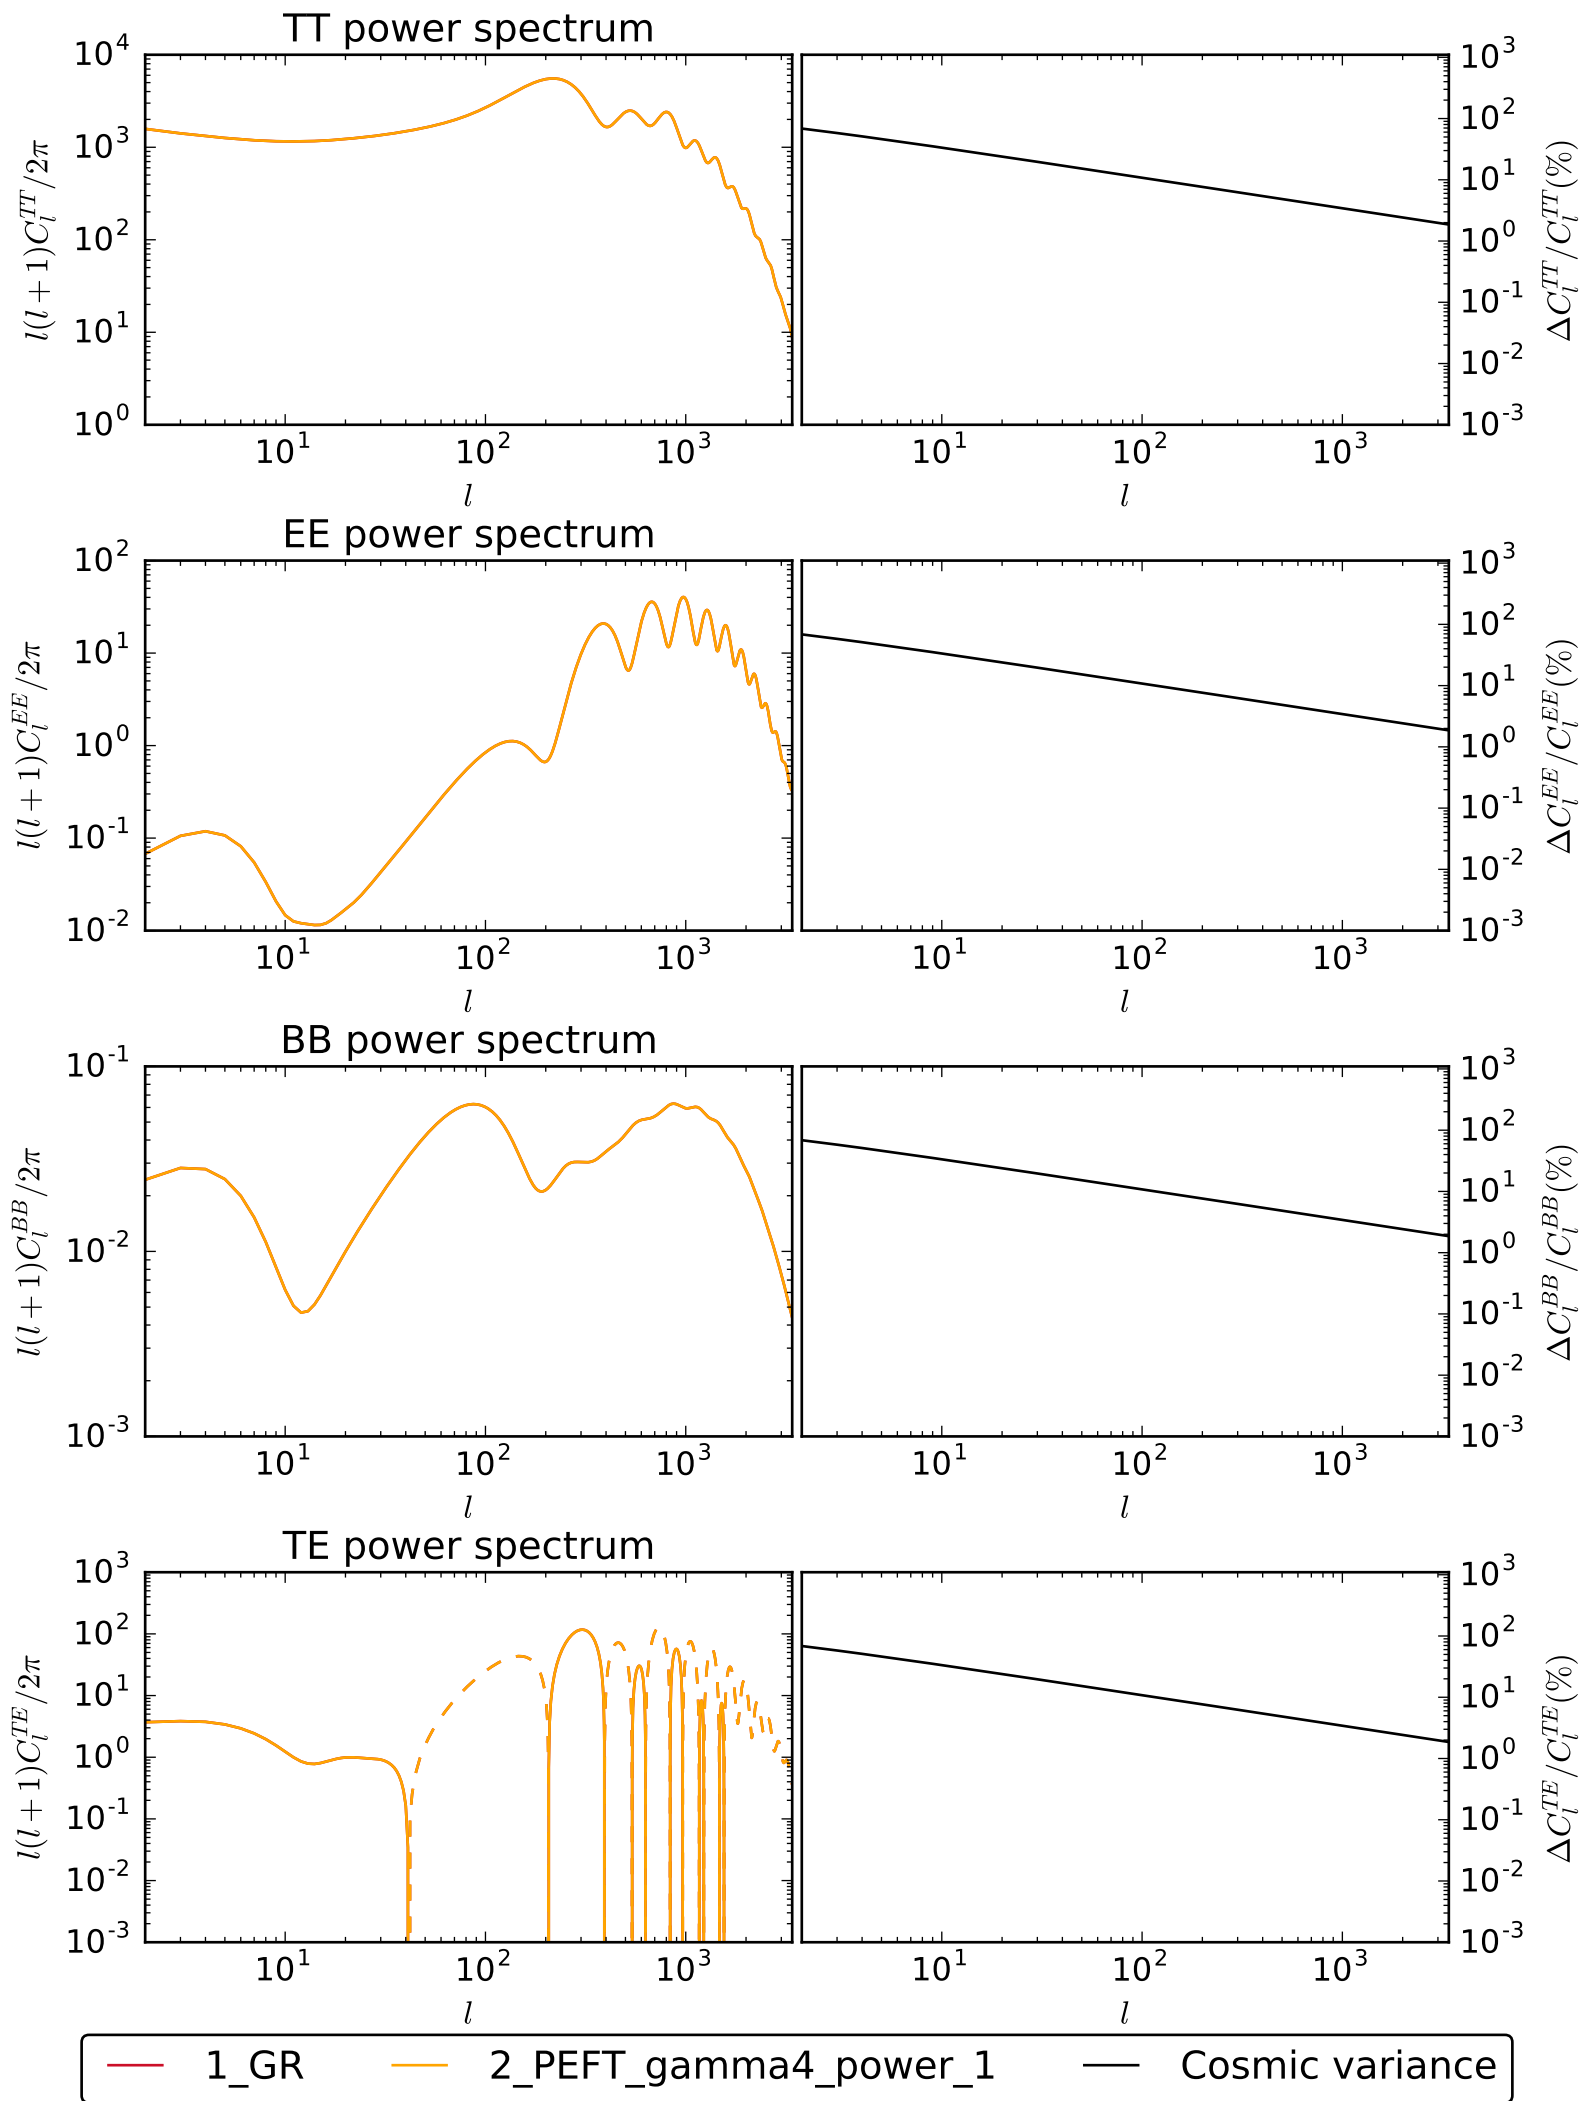 TT power spectrum
10^4
10^3
10^2
10^1
10^0
l(l+1)C_l^{TT}/2π
10^1 10^2 10^3
l
10^3
10^2
10^1
10^0
10^-1
10^-2
10^-3
ΔC_l^{TT}/C_l^{TT}(%)
10^1 10^2 10^3
l
EE power spectrum
10^2
10^1
10^0
10^-1
10^-2
l(l+1)C_l^{EE}/2π
10^1 10^2 10^3
l
10^3
10^2
10^1
10^0
10^-1
10^-2
10^-3
ΔC_l^{EE}/C_l^{EE}(%)
10^1 10^2 10^3
l
BB power spectrum
10^-1
10^-2
10^-3
l(l+1)C_l^{BB}/2π
10^1 10^2 10^3
l
10^3
10^2
10^1
10^0
10^-1
10^-2
10^-3
ΔC_l^{BB}/C_l^{BB}(%)
10^1 10^2 10^3
l
TE power spectrum
10^3
10^2
10^1
10^0
10^-1
10^-2
10^-3
l(l+1)C_l^{TE}/2π
10^1 10^2 10^3
l
10^3
10^2
10^1
10^0
10^-1
10^-2
10^-3
ΔC_l^{TE}/C_l^{TE}(%)
10^1 10^2 10^3
l
1_GR 2_PEFT_gamma4_power_1 Cosmic variance